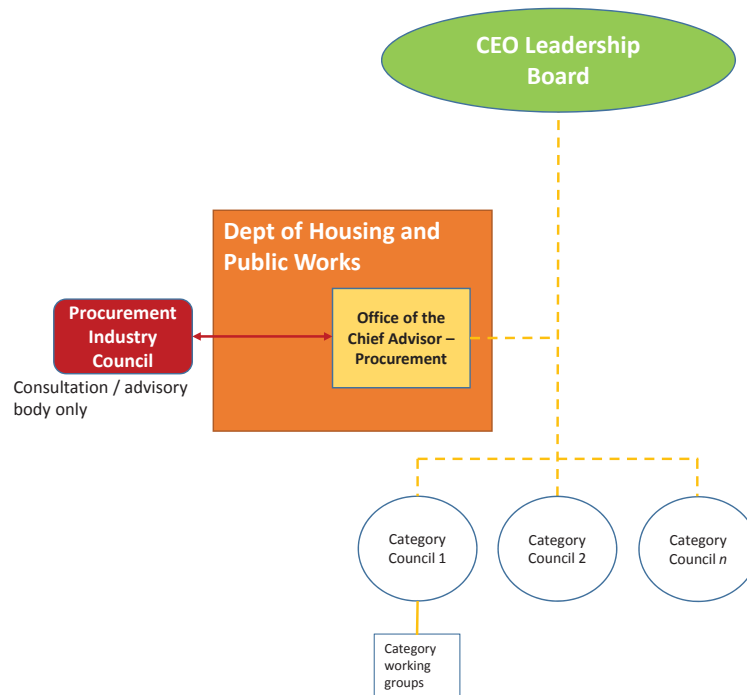 CEO Leadership
Board
Dept of Housing and
Public Works
Procurement
Industry
Council
Office of the
Chief Advisor –
Procurement
Consultation / advisory
body only
Category
Council 1
Category
Council 2
Category
Council n
Category
working
groups